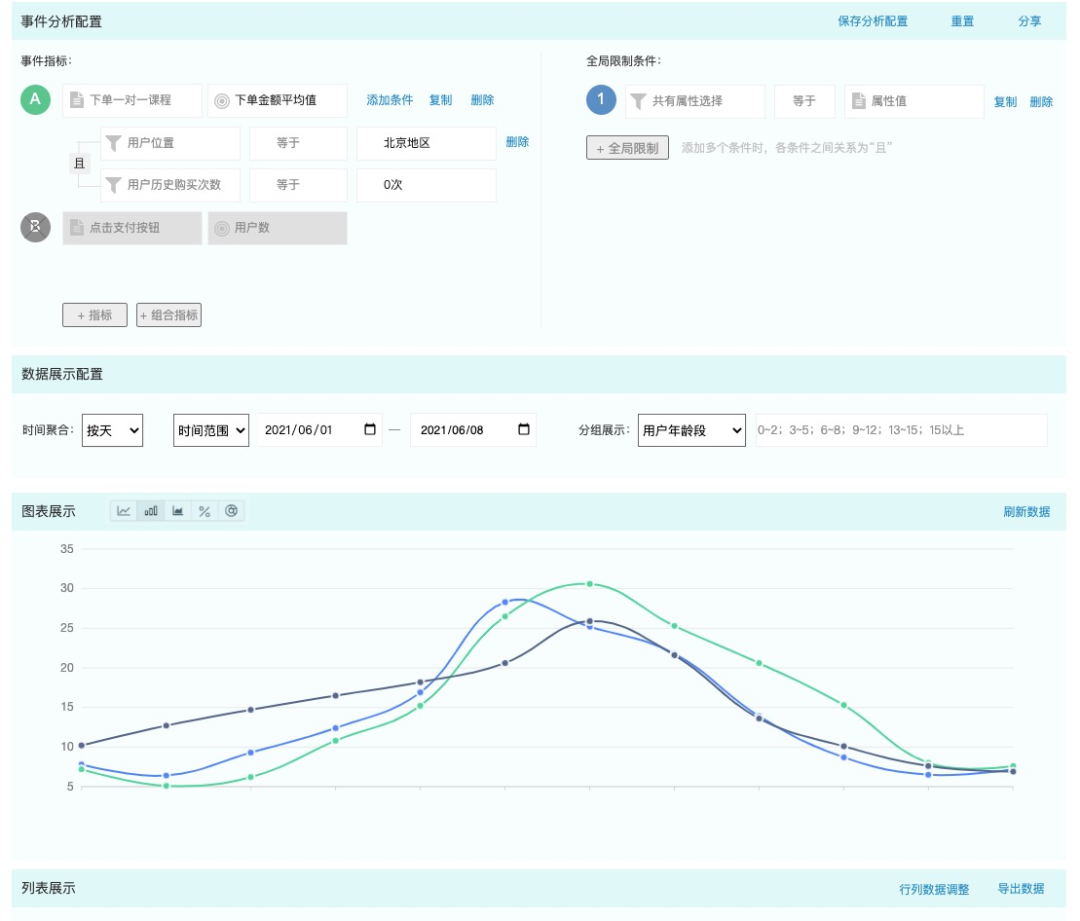 事件分析配置 保存分析配置 重置 分享
事件指标： 全局限制条件：
A 下单一对一课程 下单金额平均值 添加条件 复制 删除 1 共有属性选择 等于 属性值 复制 删除
用户位置 等于 北京地区 删除 + 全局限制 添加多个条件时，各条件之间关系为“且”
且
用户历史购买次数 等于 0次
B 点击支付按钮 用户数
+ 指标 + 组合指标
数据展示配置
时间聚合： 按天 时间范围 2021/06/01 — 2021/06/08 分组展示： 用户年龄段 0~2；3~5；6~8；9~12；13~15；15以上
图表展示 % 刷新数据
35
30
25
20
15
10
5
列表展示 行列数据调整 导出数据